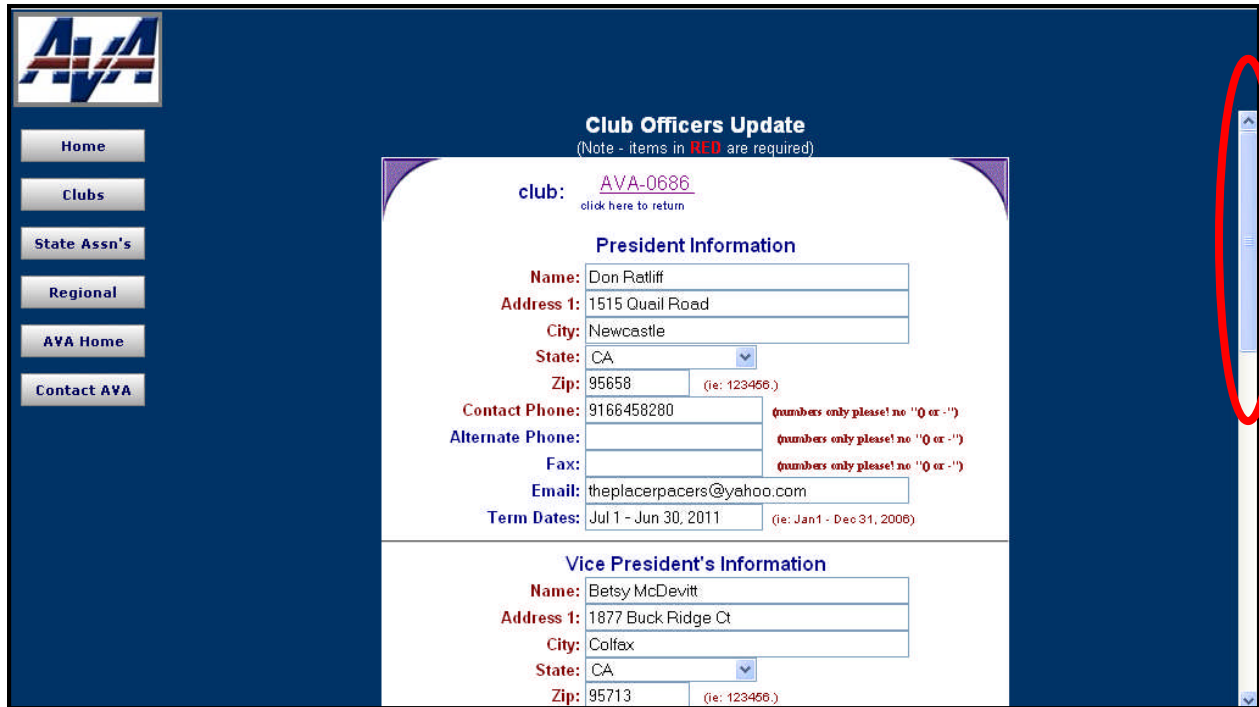 AVA
Home
Clubs
State Assn's
Regional
AVA Home
Contact AVA
Club Officers Update
(Note - items in RED are required)
club: AVA-0686
click here to return
President Information
Name: Don Ratliff
Address 1: 1515 Quail Road
City: Newcastle
State: CA
Zip: 95658 (ie: 123456.)
Contact Phone: 9166458280 (numbers only please! no "() or -")
Alternate Phone: (numbers only please! no "() or -")
Fax: (numbers only please! no "() or -")
Email: theplacerpacers@yahoo.com
Term Dates: Jul 1 - Jun 30, 2011 (ie: Jan1 - Dec 31, 2006)
Vice President's Information
Name: Betsy McDevitt
Address 1: 1877 Buck Ridge Ct
City: Colfax
State: CA
Zip: 95713 (ie: 123456.)